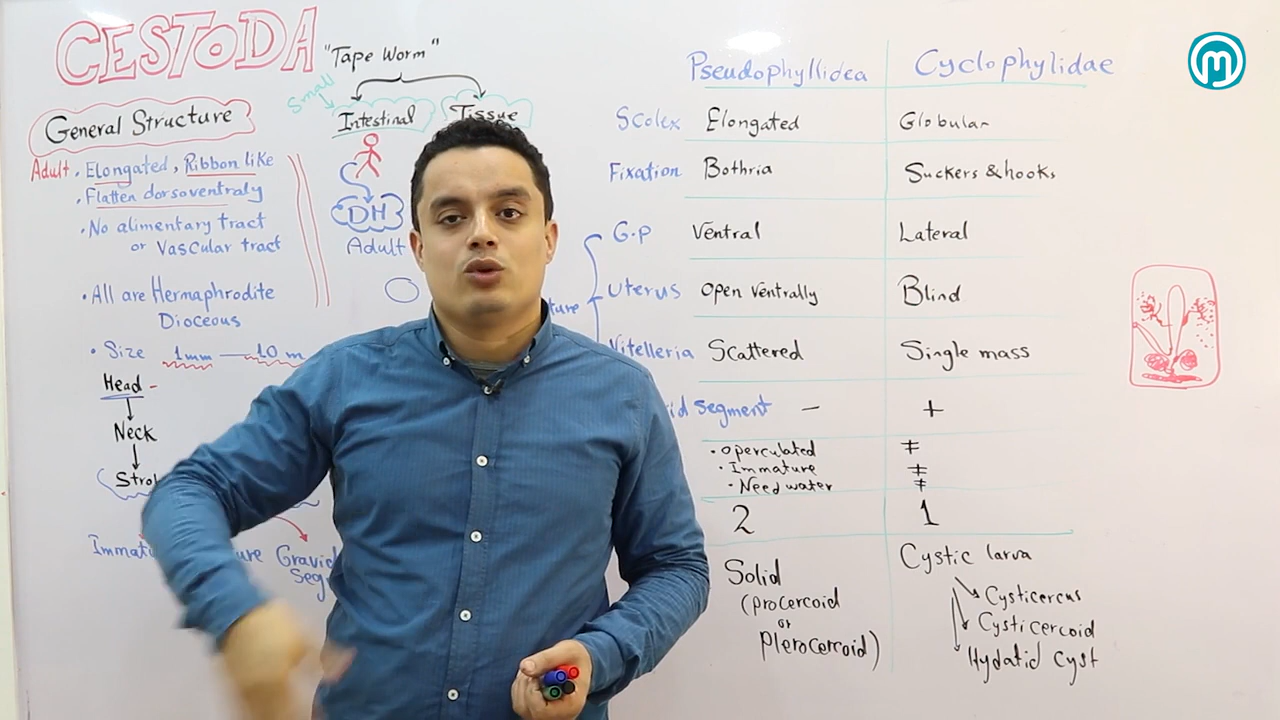 CESTODA
"Tape Worm"
Small
Intestinal
Tissue
General Structure
Adult • Elongated, Ribbon like
• Flatten dorsoventraly
• No alimentary tract
or Vascular tract
• All are Hermaphrodite
Dioceous
• Size 1mm — 10 m
Head -
Neck
DH
Adult
Gravid
Pseudophyllidea Cyclophylidae
Scolex Elongated Globular
Fixation Bothria Suckers & hooks
G.p Ventral Lateral
Uterus Open Ventrally Blind
Vitelleria Scattered Single mass
Segment — +
• Operculated ≠
• Immature ≠
• Need water ≠
2 1
Solid Cystic larva
(Procercoid Cysticercus
or Cysticercoid
Plerocercoid) Hydatid Cyst
m